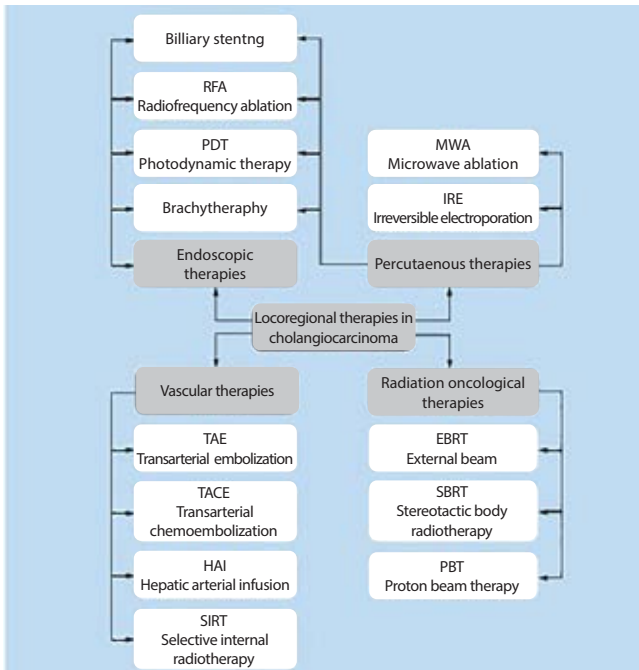 Billiary stentng
RFA
Radiofrequency ablation
PDT
Photodynamic therapy
Brachytheraphy
Endoscopic
therapies
MWA
Microwave ablation
IRE
Irreversible electroporation
Percutaenous therapies
Locoregional therapies in
cholangiocarcinoma
Vascular therapies
TAE
Transarterial embolization
TACE
Transarterial
chemoembolization
HAI
Hepatic arterial infusion
SIRT
Selective internal
radiotherapy
Radiation oncological
therapies
EBRT
External beam
SBRT
Stereotactic body
radiotherapy
PBT
Proton beam therapy